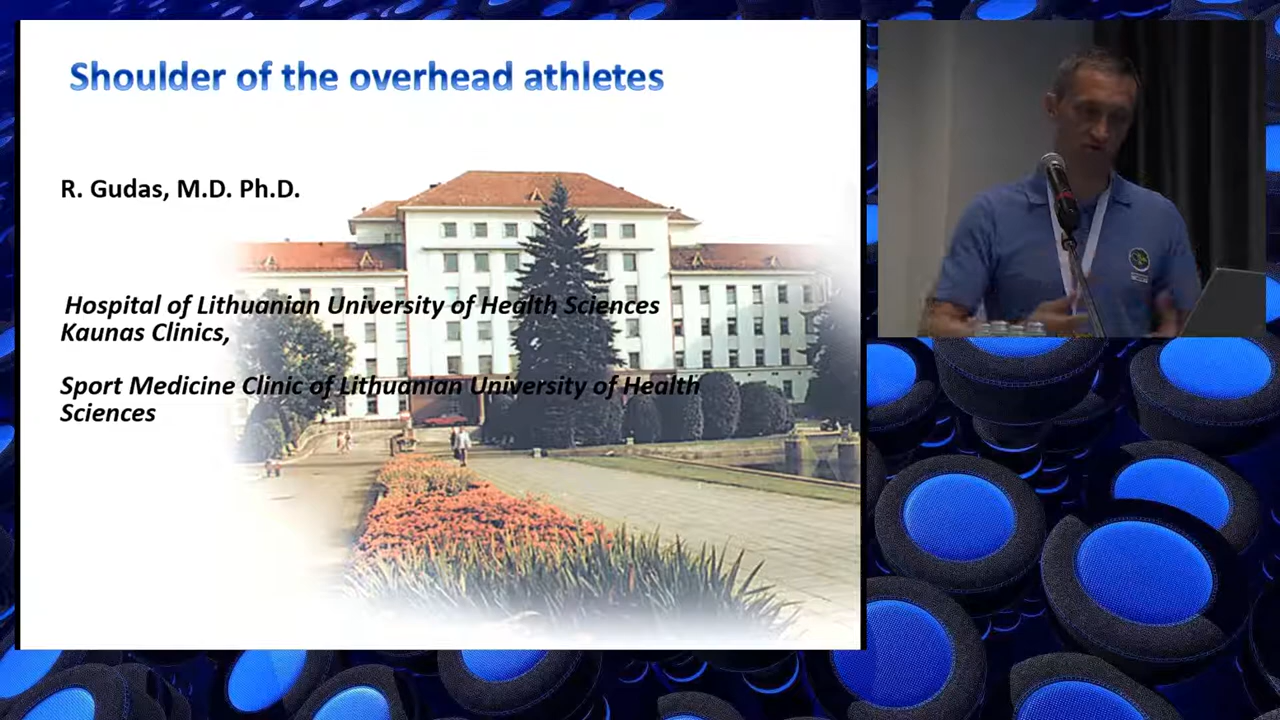 Shoulder of the overhead athletes
R. Gudas, M.D. Ph.D.
Hospital of Lithuanian University of Health Sciences
Kaunas Clinics,
Sport Medicine Clinic of Lithuanian University of Health
Sciences